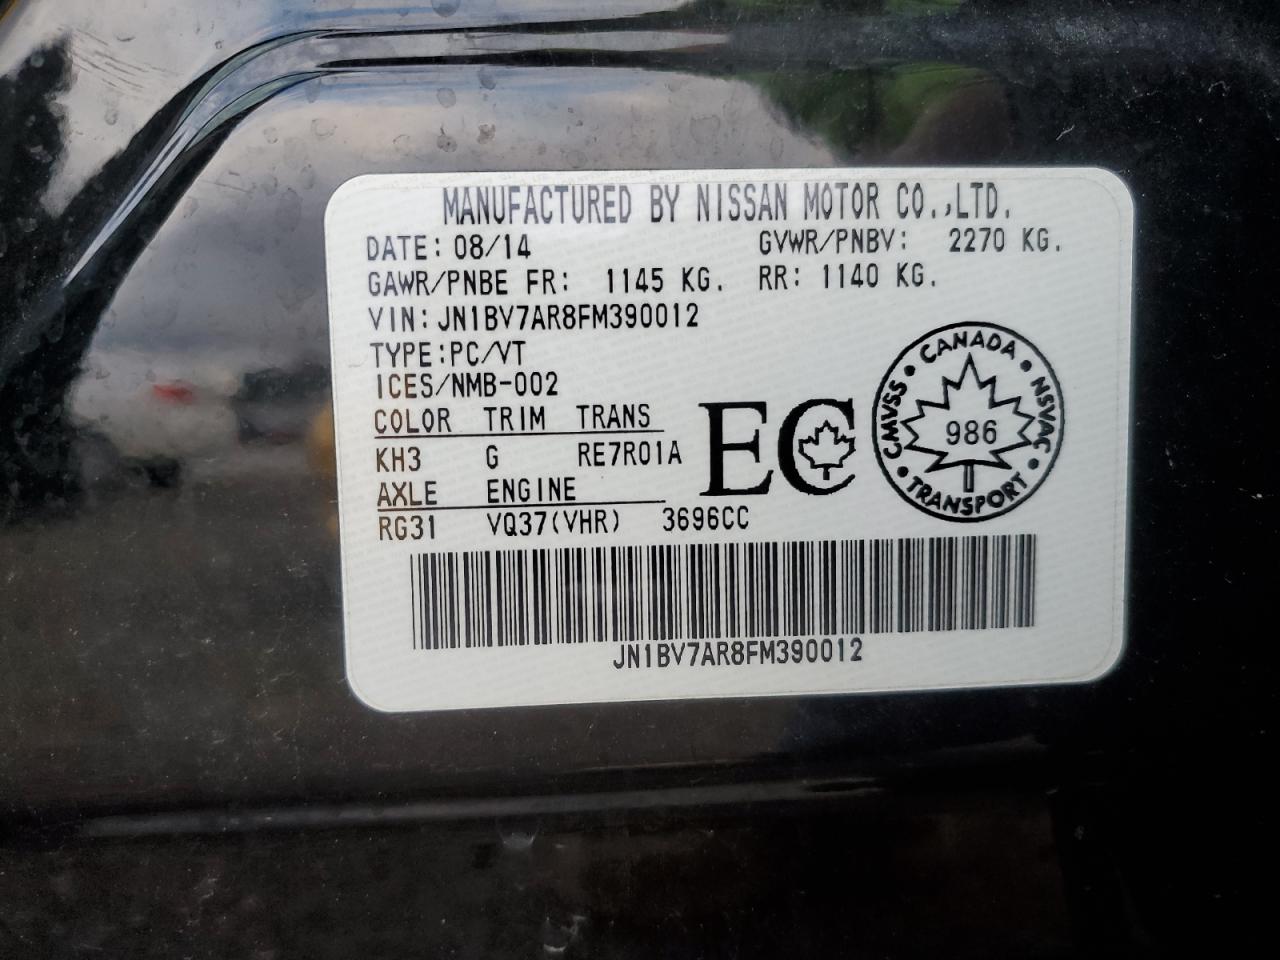 MANUFACTURED BY NISSAN MOTOR CO.,LTD.
DATE: 08/14 GVWR/PNBV: 2270 KG.
GAWR/PNBE FR: 1145 KG. RR: 1140 KG.
VIN: JN1BV7AR8FM390012
TYPE: PC/VT
ICES/NMB-002
COLOR TRIM TRANS
KH3 G RE7R01A
AXLE ENGINE
RG31 VQ37(VHR) 3696CC
EC
CANADA • NSVAC • TRANSPORT • CMVSS •
986
JN1BV7AR8FM390012